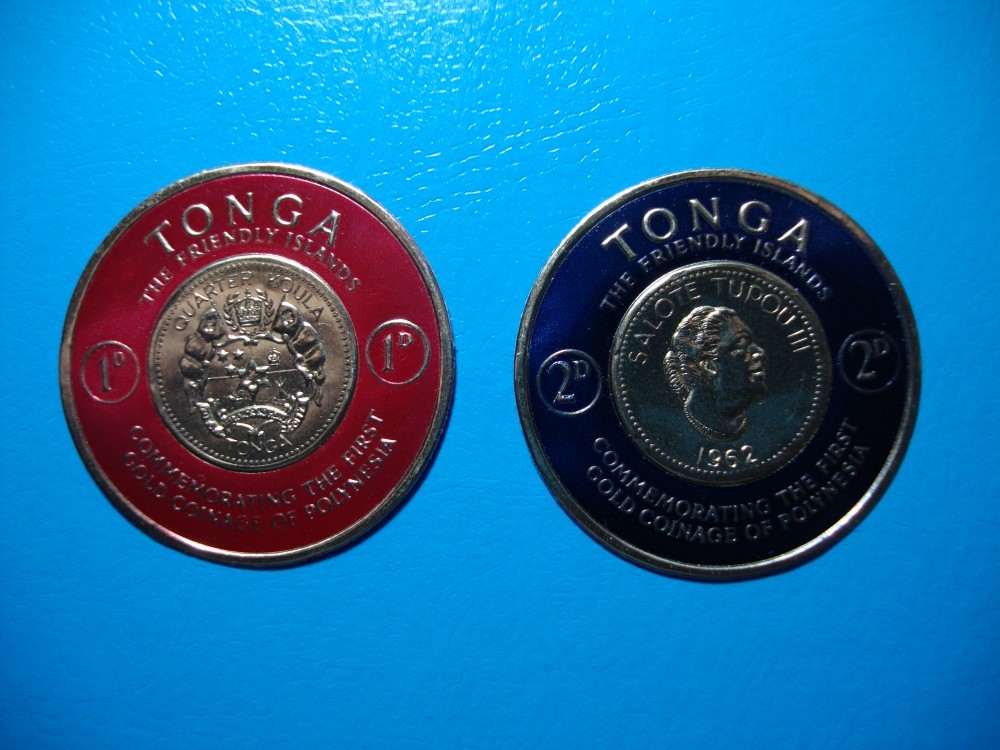 TONGA
THE FRIENDLY ISLANDS
QUARTER KOULA
1D
1D
TONGA
COMMEMORATING THE FIRST
GOLD COINAGE OF POLYNESIA
TONGA
THE FRIENDLY ISLANDS
SALOTE TUPOU III
2D
2D
1962
COMMEMORATING THE FIRST
GOLD COINAGE OF POLYNESIA